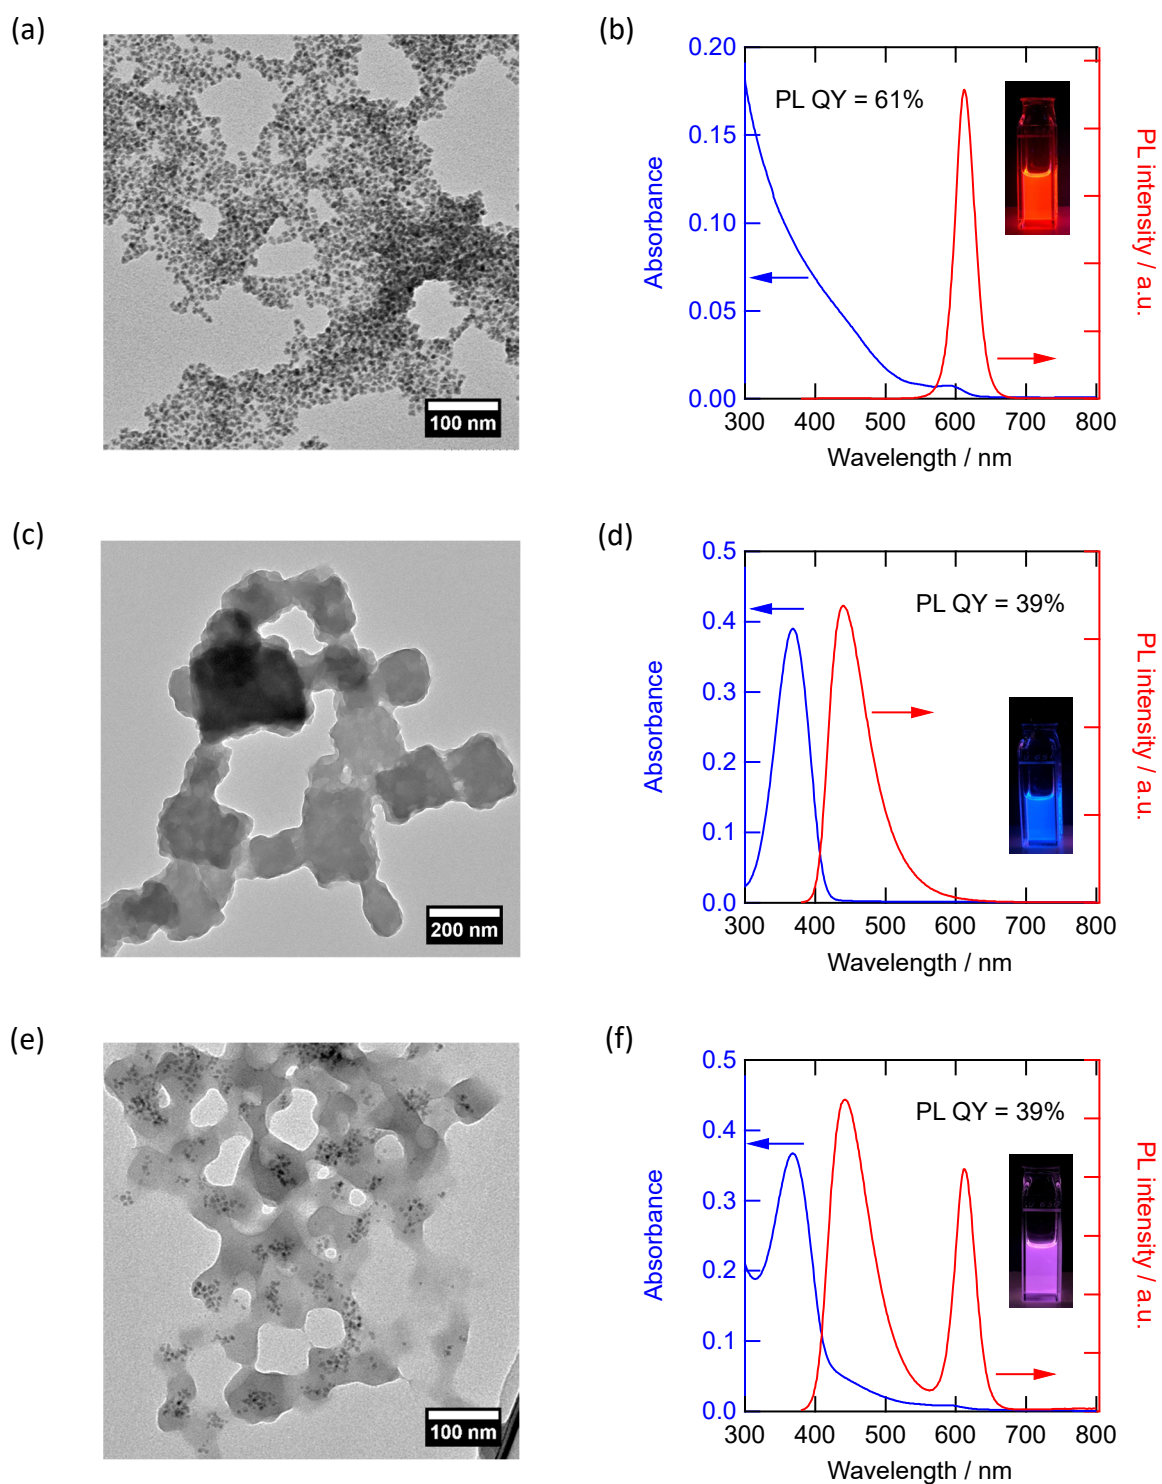 (a)
100 nm
(b)
0.20
0.15
0.10
0.05
0.00
Absorbance
PL QY = 61%
PL intensity / a.u.
300 400 500 600 700 800
Wavelength / nm
(c)
200 nm
(d)
0.5
0.4
0.3
0.2
0.1
0.0
Absorbance
PL QY = 39%
PL intensity / a.u.
300 400 500 600 700 800
Wavelength / nm
(e)
100 nm
(f)
0.5
0.4
0.3
0.2
0.1
0.0
Absorbance
PL QY = 39%
PL intensity / a.u.
300 400 500 600 700 800
Wavelength / nm